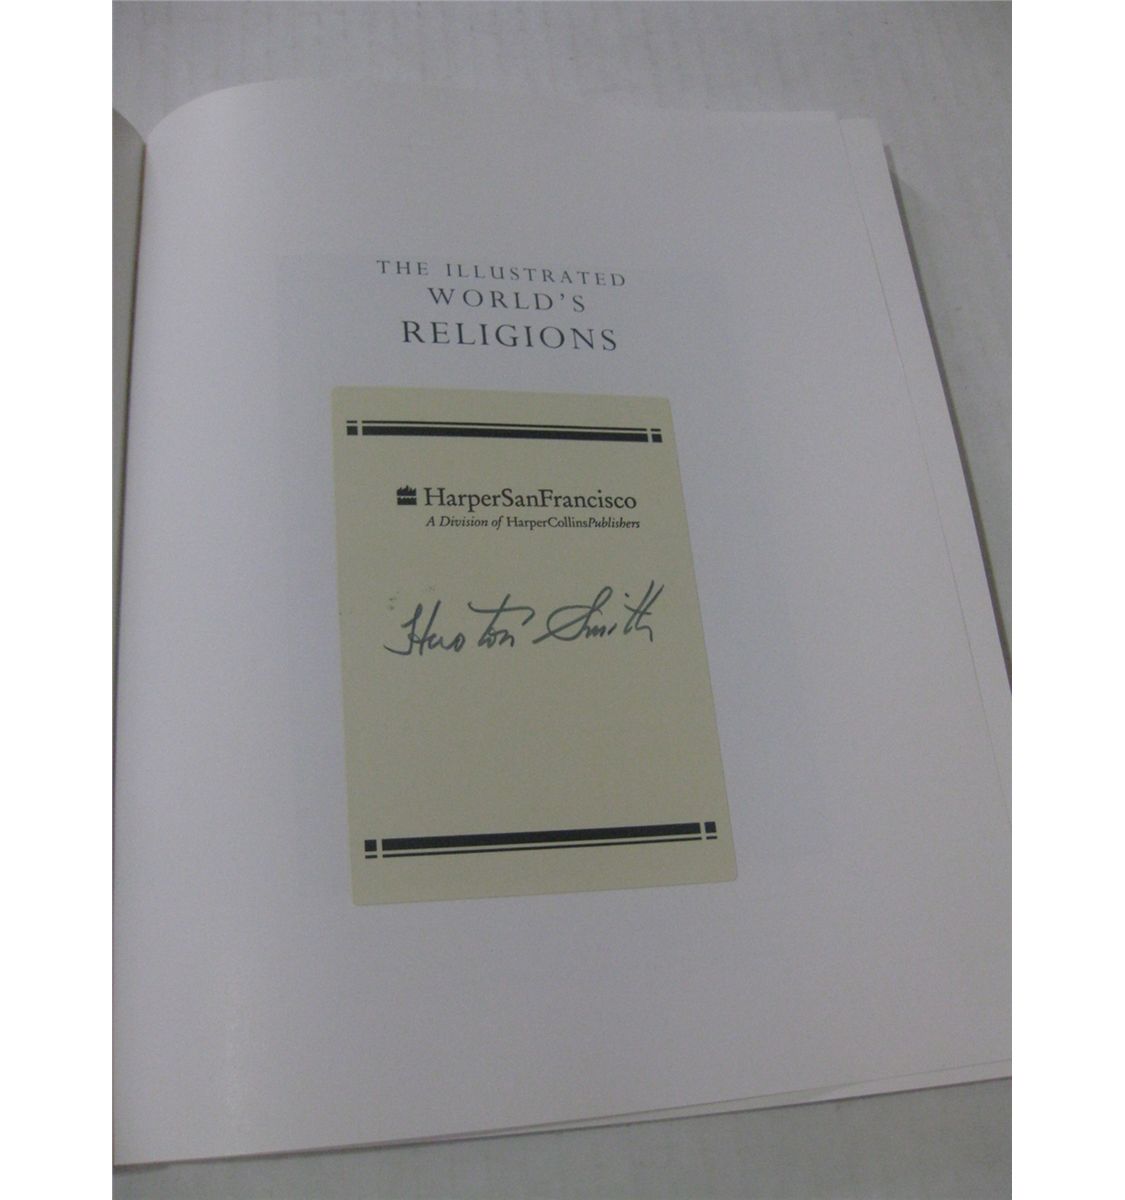 THE ILLUSTRATED
WORLD'S
RELIGIONS
HarperSanFrancisco
A Division of HarperCollinsPublishers
Huston Smith